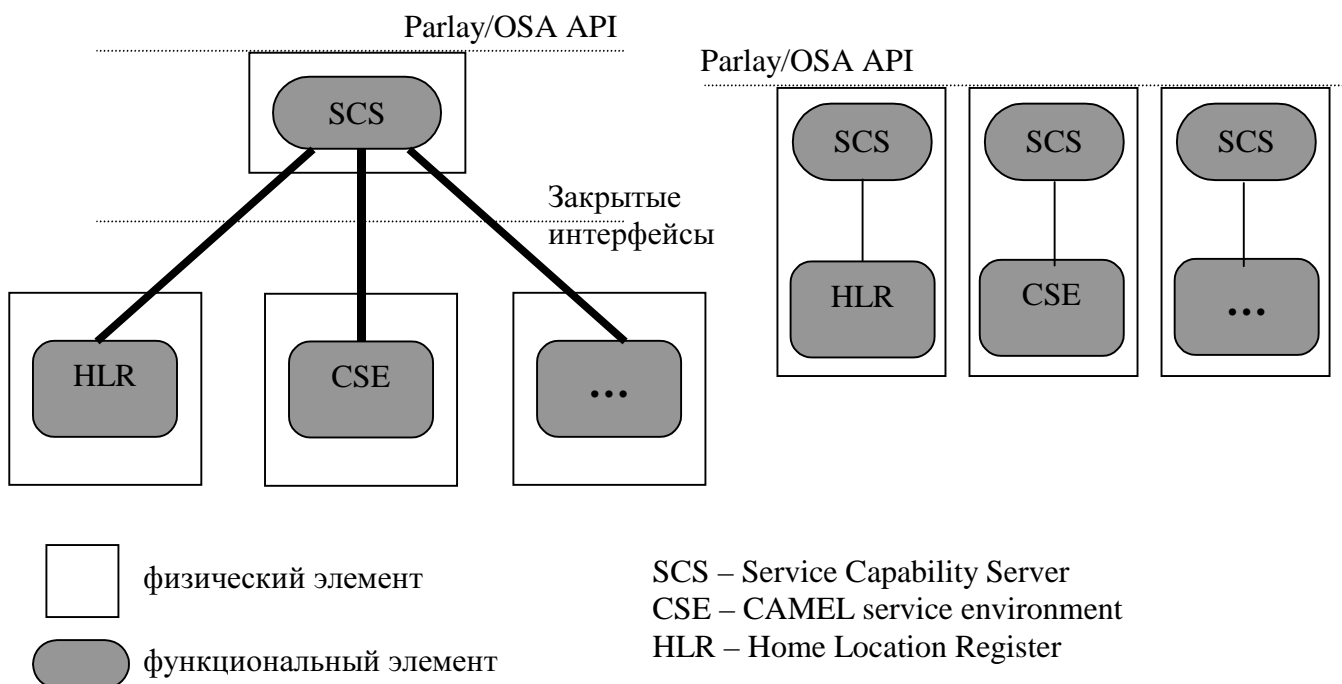 Parlay/OSA API
SCS
Закрытые
интерфейсы
HLR
CSE
...
Parlay/OSA API
SCS
SCS
SCS
HLR
CSE
...
физический элемент
функциональный элемент
SCS – Service Capability Server
CSE – CAMEL service environment
HLR – Home Location Register